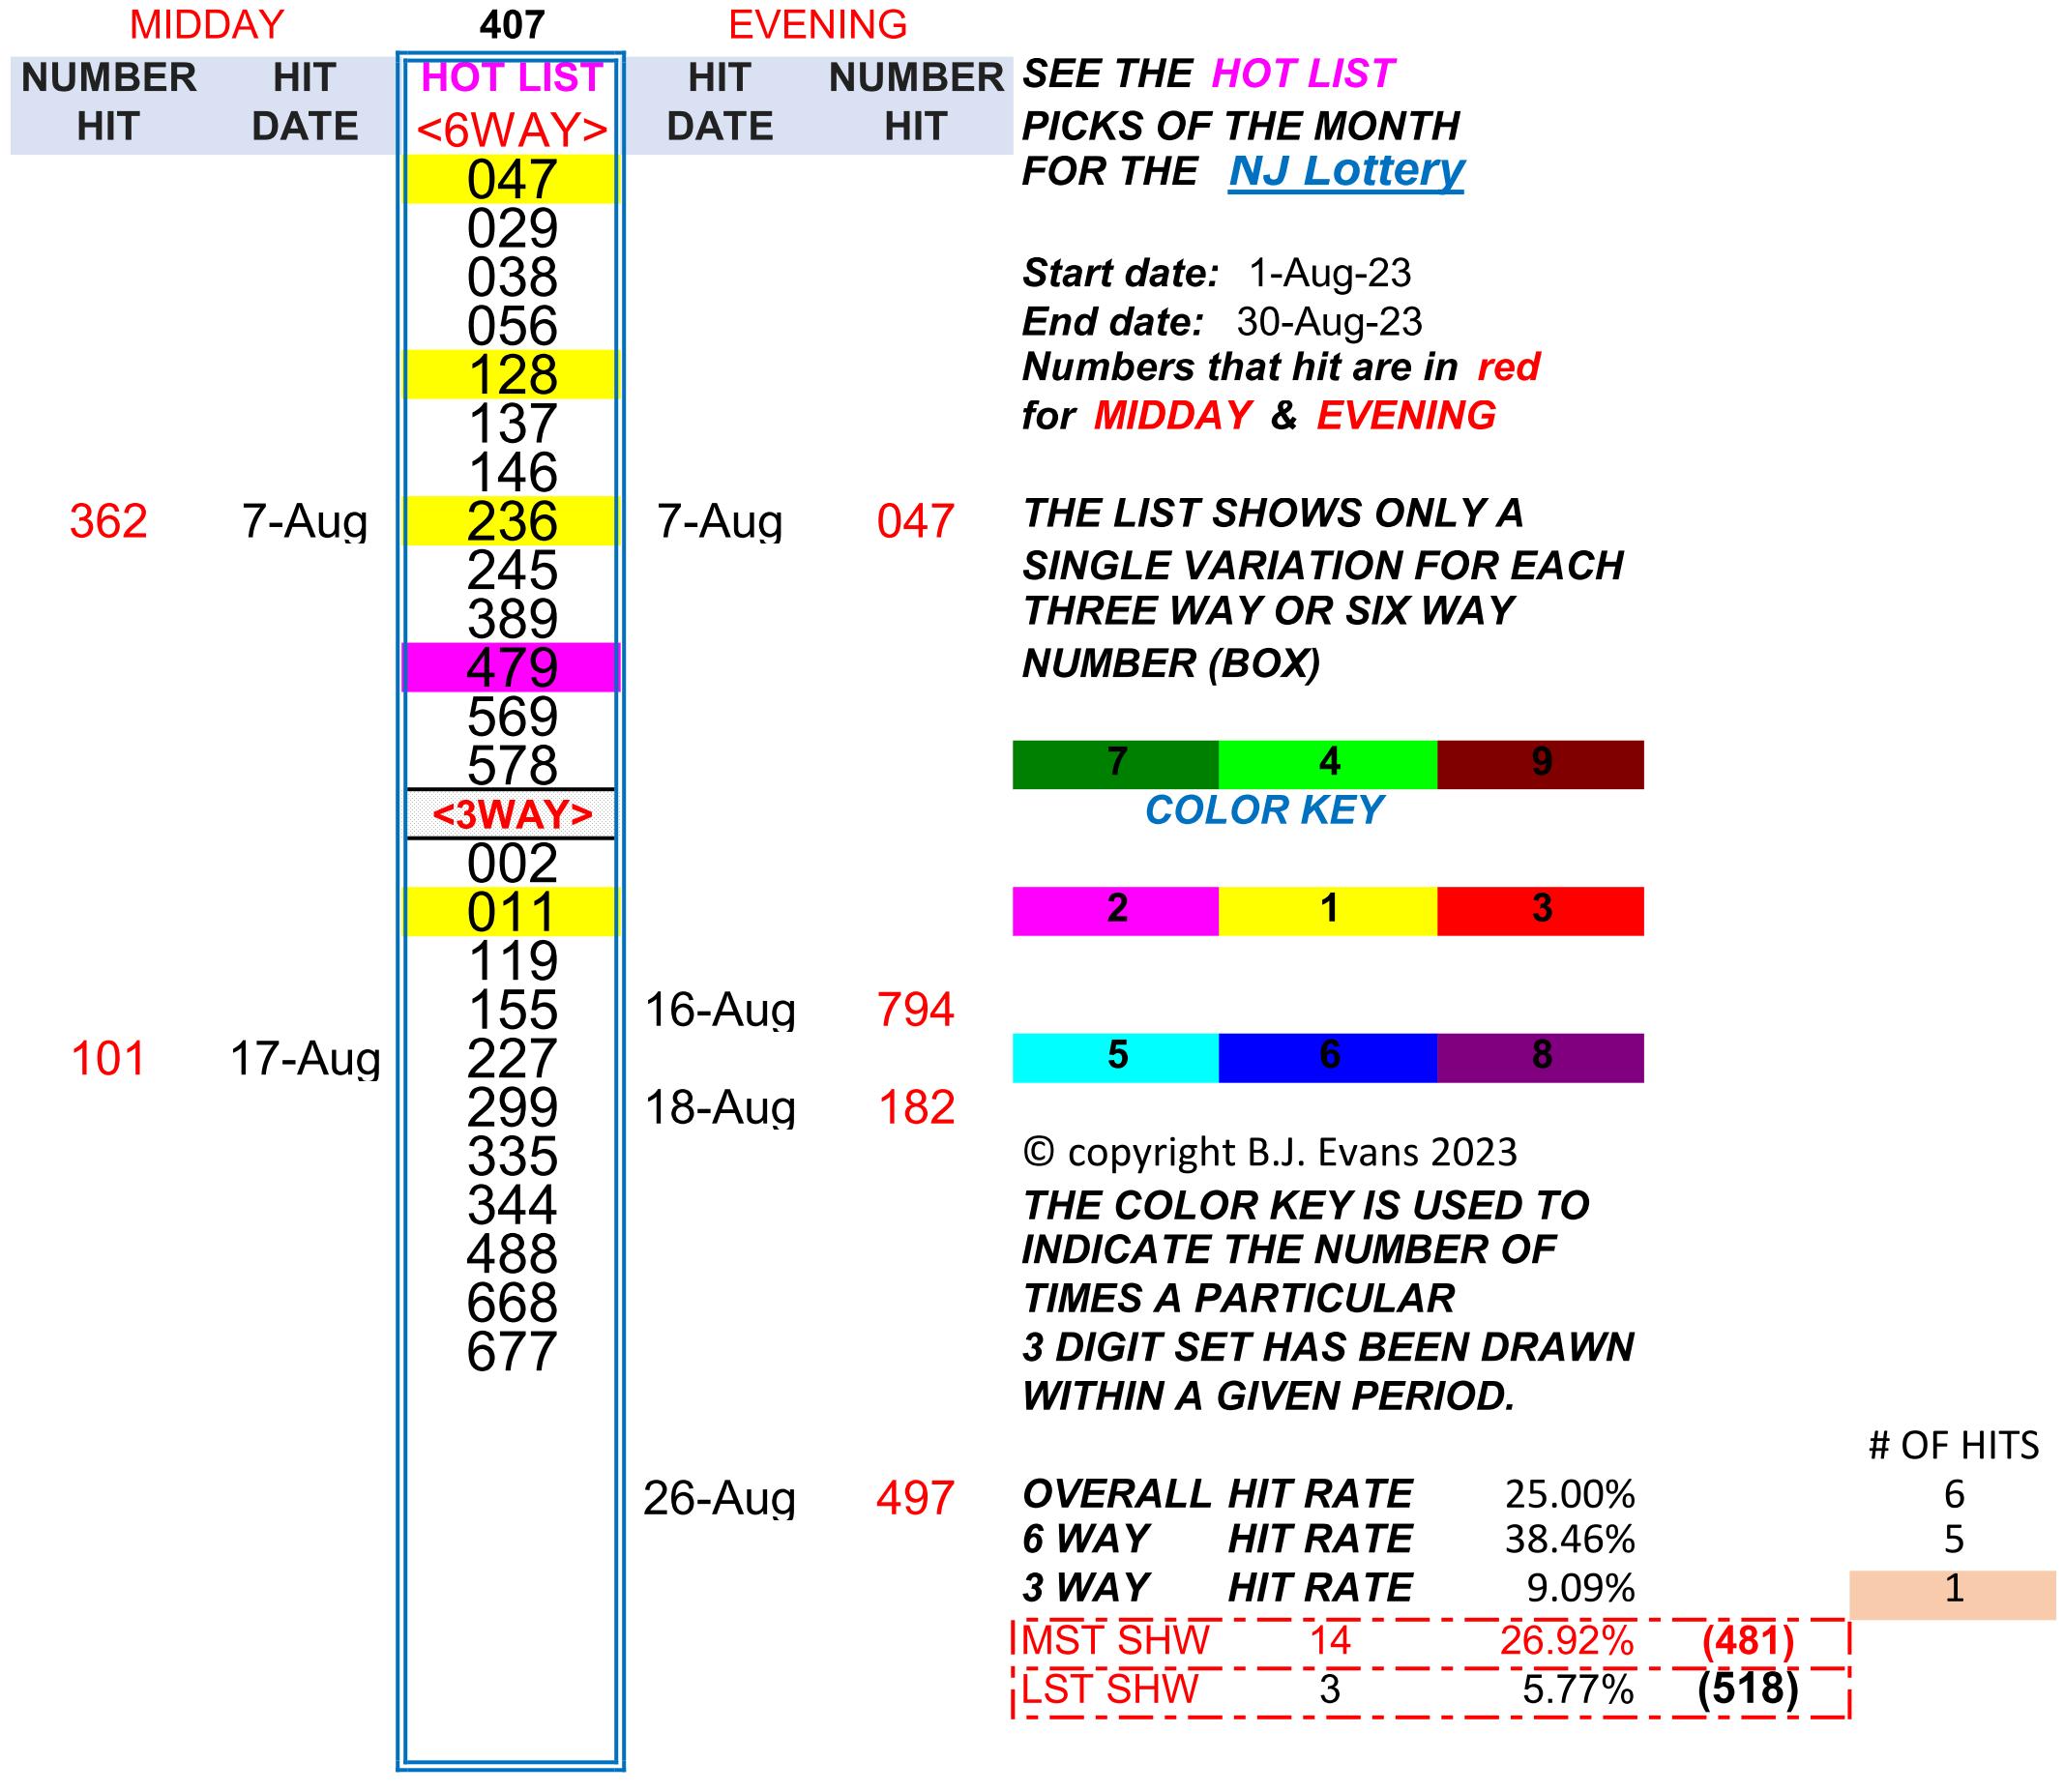 MIDDAY 407 EVENING
NUMBER HIT HOT LIST HIT NUMBER SEE THE HOT LIST
HIT DATE <6WAY> DATE HIT PICKS OF THE MONTH
047 FOR THE NJ Lottery
029
038 Start date: 1-Aug-23
056 End date: 30-Aug-23
128 Numbers that hit are in red
137 for MIDDAY & EVENING
146
362 7-Aug 236 7-Aug 047 THE LIST SHOWS ONLY A
245 SINGLE VARIATION FOR EACH
389 THREE WAY OR SIX WAY
479 NUMBER (BOX)
569
578 7 4 9
<3WAY> COLOR KEY
002
011 2 1 3
119
155 16-Aug 794
101 17-Aug 227 5 6 8
299 18-Aug 182
335 © copyright B.J. Evans 2023
344 THE COLOR KEY IS USED TO
488 INDICATE THE NUMBER OF
668 TIMES A PARTICULAR
677 3 DIGIT SET HAS BEEN DRAWN
WITHIN A GIVEN PERIOD.
# OF HITS
26-Aug 497 OVERALL HIT RATE 25.00% 6
6 WAY HIT RATE 38.46% 5
3 WAY HIT RATE 9.09% 1
MST SHW 14 26.92% (481)
LST SHW 3 5.77% (518)